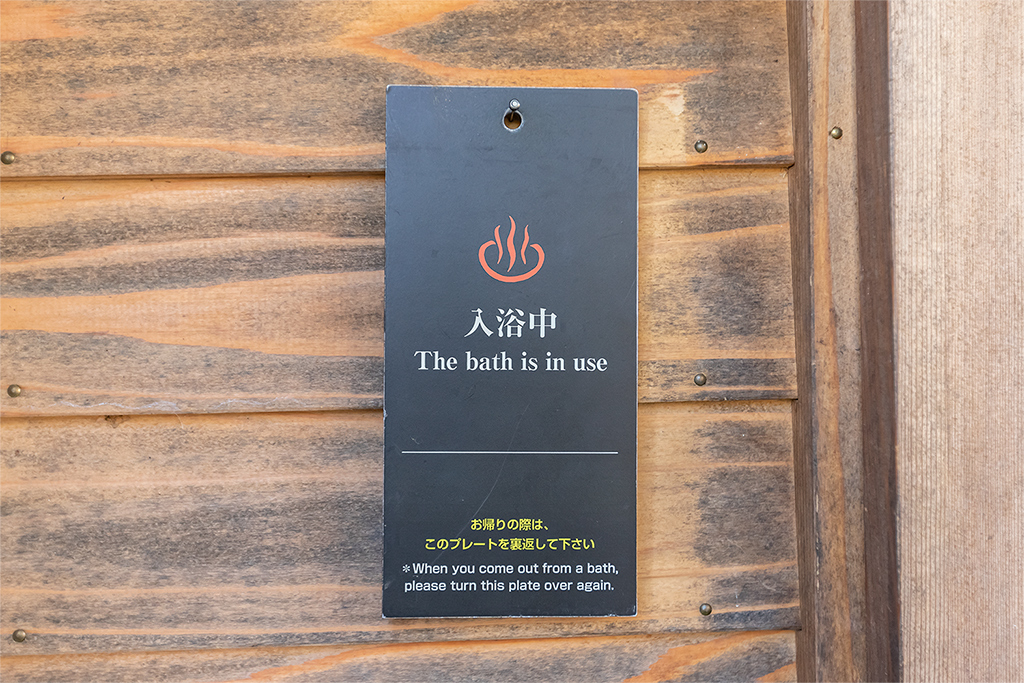 入浴中
The bath is in use
お帰りの際は、
このプレートを裏返して下さい
*When you come out from a bath,
please turn this plate over again.